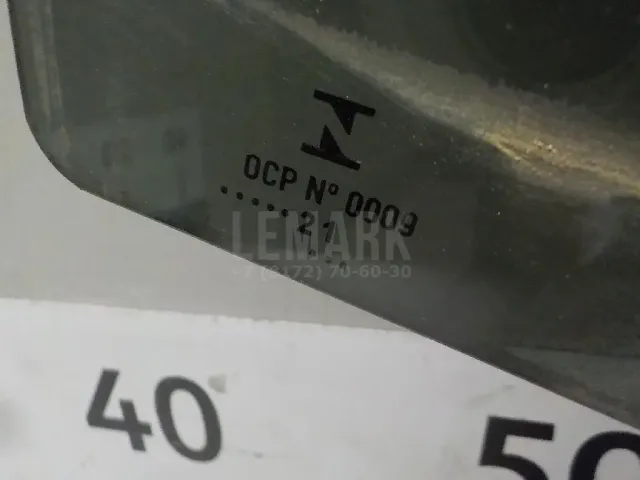 OCP Nº 0009
.....21
...
LEMARK
+7 (8172) 70-60-30
40
50